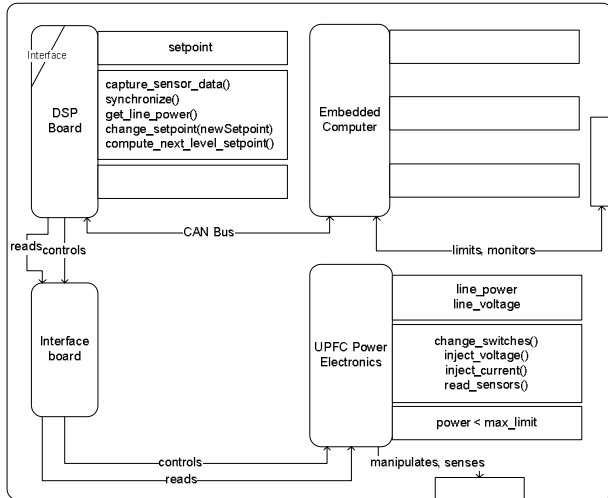 Interface
DSP
Board
setpoint
capture_sensor_data()
synchronize()
get_line_power()
change_setpoint(newSetpoint)
compute_next_level_setpoint()
Embedded
Computer
CAN Bus
limits, monitors
reads
controls
Interface
board
UPFC Power
Electronics
line_power
line_voltage
change_switches()
inject_voltage()
inject_current()
read_sensors()
power < max_limit
controls
reads
manipulates, senses